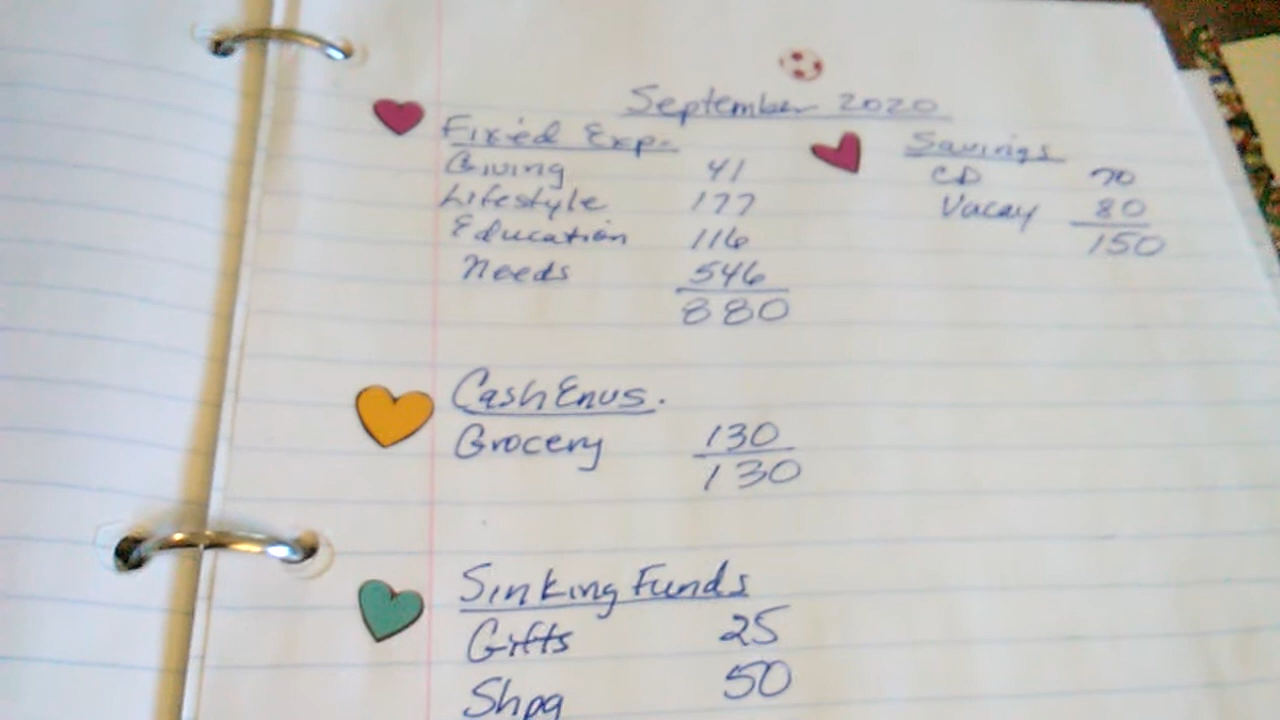 September 2020
Fixed Exp.
Giving 41
Lifestyle 177
Education 116
Needs 546
880
Savings
CD 70
Vacay 80
150
Cash Envs.
Grocery 130
130
Sinking Funds
Gifts 25
Shpg 50